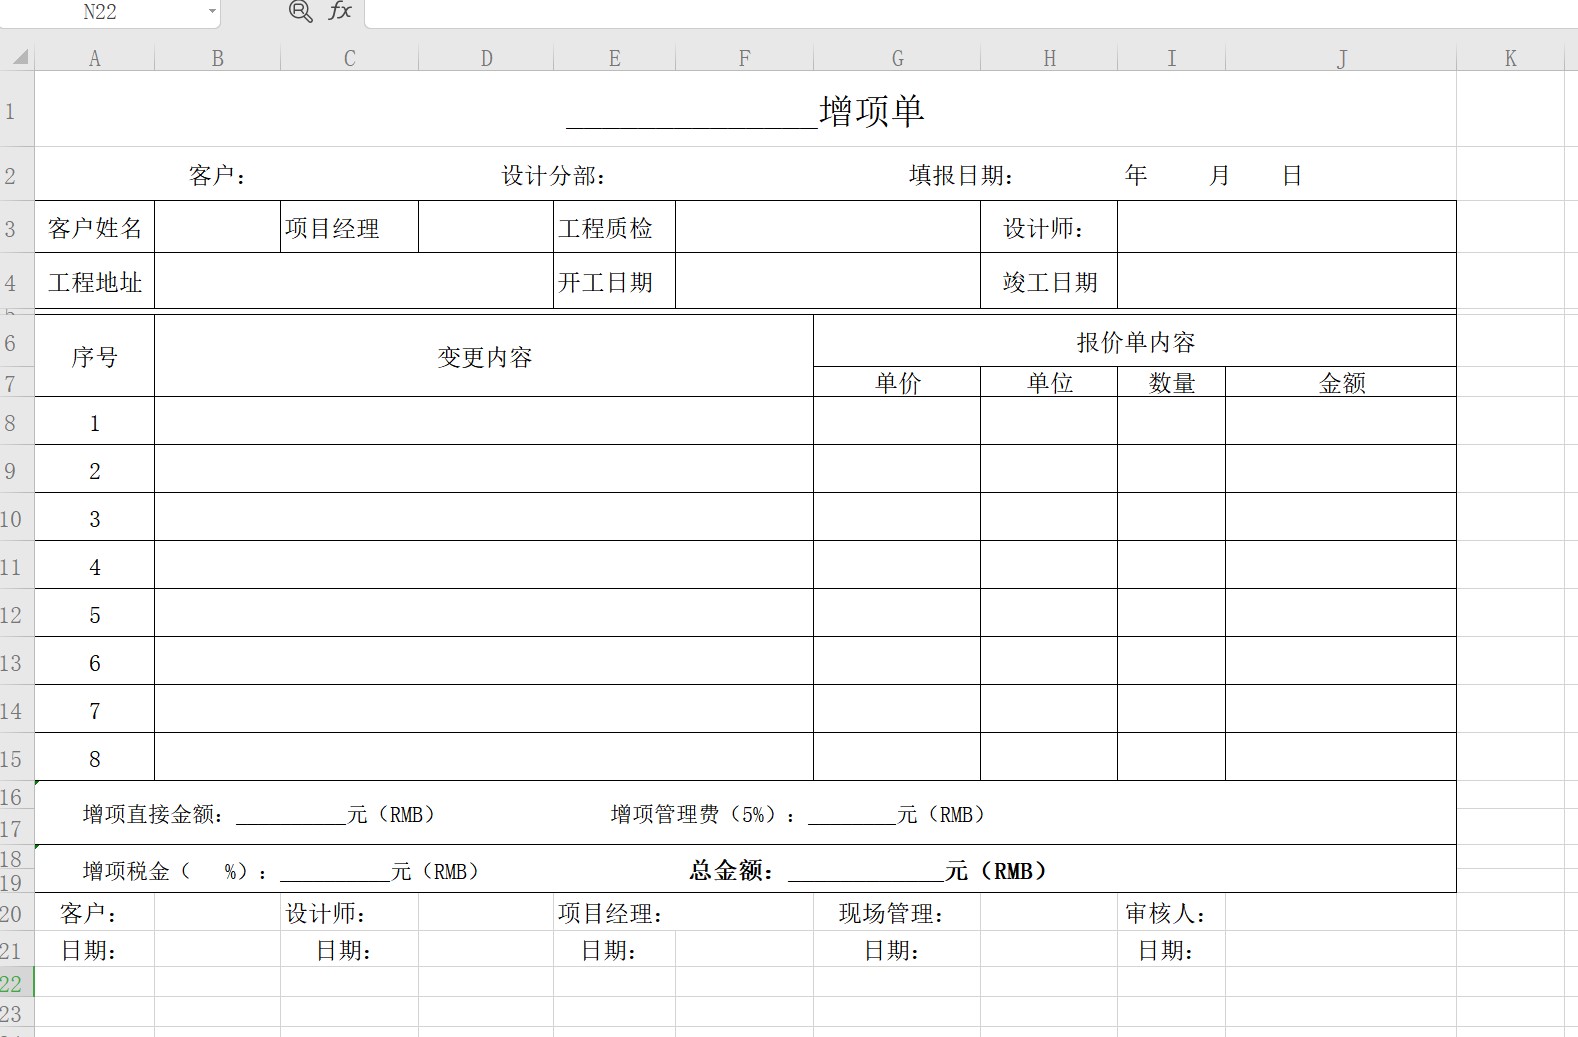 N22
fx
A B C D E F G H I J K
1 ______________增项单
2 客户： 设计分部： 填报日期： 年 月 日
3 客户姓名 项目经理 工程质检 设计师：
4 工程地址 开工日期 竣工日期
6 序号 变更内容 报价单内容
7 单价 单位 数量 金额
8 1
9 2
10 3
11 4
12 5
13 6
14 7
15 8
16
增项直接金额：__________元（RMB） 增项管理费（5%）：________元（RMB）
17
18
增项税金（ %）：__________元（RMB） 总金额：____________元（RMB）
19
20 客户： 设计师： 项目经理： 现场管理： 审核人：
21 日期： 日期： 日期： 日期： 日期：
22
23